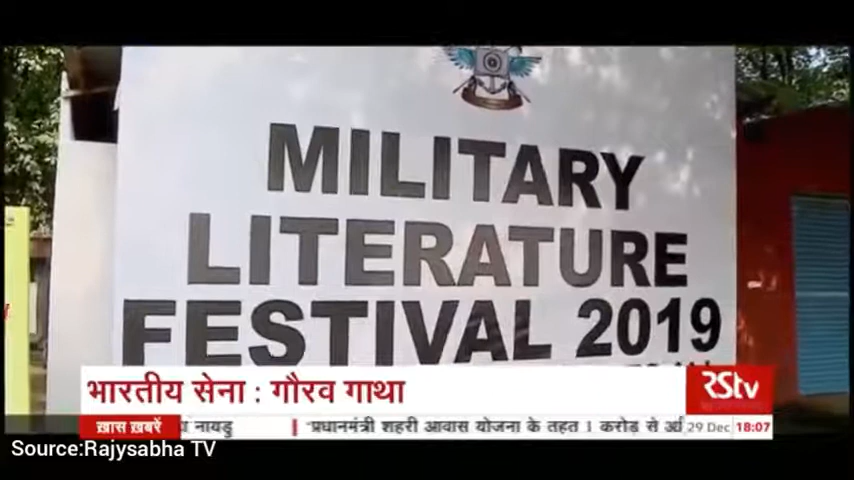 MILITARY
LITERATURE
FESTIVAL 2019
भारतीय सेना : गौरव गाथा
RStv
ख़ास ख़बरें
नायडु
प्रधानमंत्री शहरी आवास योजना के तहत 1 करोड़ से
29 Dec 18:07
Source:Rajysabha TV